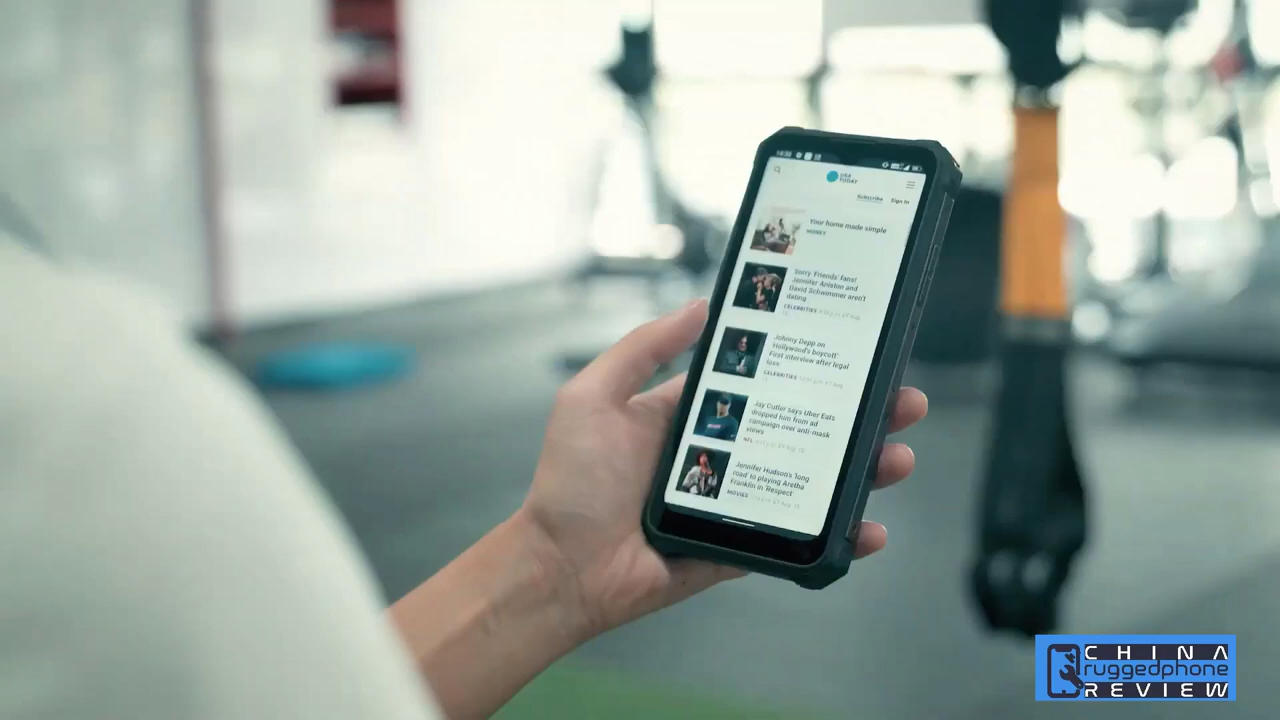 USA
TODAY
Subscribe Sign In
Your home made simple
MONEY
Sorry 'Friends' fans!
Jennifer Aniston and
David Schwimmer aren't
dating
CELEBRITIES
Johnny Depp on
'Hollywood's boycott'
First interview after legal
loss
CELEBRITIES
Jay Cutler says Uber Eats
dropped him from ad
campaign over anti-mask
views
NFL
Jennifer Hudson's 'long
road' to playing Aretha
Franklin in 'Respect'
MOVIES
CHINA
ruggedphone
REVIEW